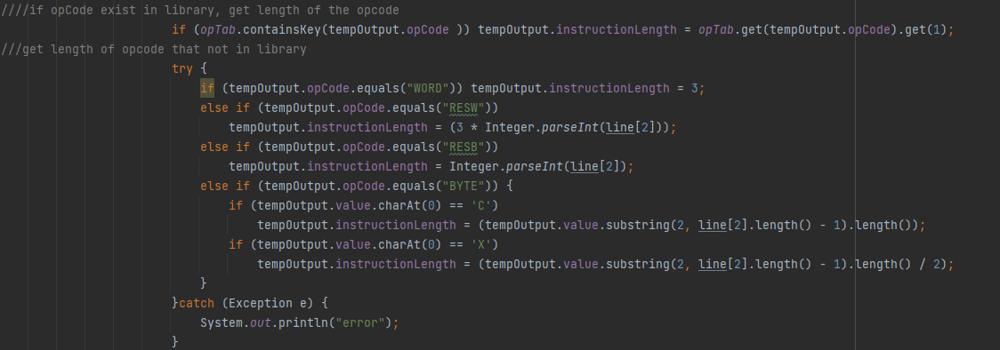 ////if opCode exist in library, get length of the opcode
if (opTab.containsKey(tempOutput.opCode )) tempOutput.instructionLength = opTab.get(tempOutput.opCode).get(1);
///get length of opcode that not in library
try {
if (tempOutput.opCode.equals("WORD")) tempOutput.instructionLength = 3;
else if (tempOutput.opCode.equals("RESW"))
tempOutput.instructionLength = (3 * Integer.parseInt(line[2]));
else if (tempOutput.opCode.equals("RESB"))
tempOutput.instructionLength = Integer.parseInt(line[2]);
else if (tempOutput.opCode.equals("BYTE")) {
if (tempOutput.value.charAt(0) == 'C')
tempOutput.instructionLength = (tempOutput.value.substring(2, line[2].length() - 1).length());
if (tempOutput.value.charAt(0) == 'X')
tempOutput.instructionLength = (tempOutput.value.substring(2, line[2].length() - 1).length() / 2);
}
}catch (Exception e) {
System.out.println("error");
}